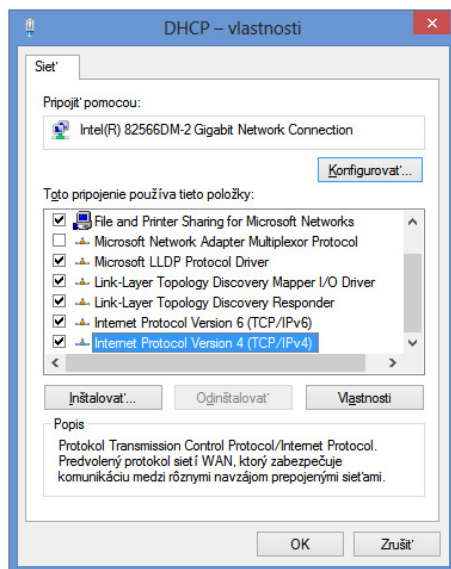 DHCP – vlastnosti
Sieť
Pripojiť pomocou:
Intel(R) 82566DM-2 Gigabit Network Connection
Konfigurovať...
Toto pripojenie používa tieto položky:
File and Printer Sharing for Microsoft Networks
Microsoft Network Adapter Multiplexor Protocol
Microsoft LLDP Protocol Driver
Link-Layer Topology Discovery Mapper I/O Driver
Link-Layer Topology Discovery Responder
Internet Protocol Version 6 (TCP/IPv6)
Internet Protocol Version 4 (TCP/IPv4)
Inštalovať...
Odinštalovať
Vlastnosti
Popis
Protokol Transmission Control Protocol/Internet Protocol.
Predvolený protokol sietí WAN, ktorý zabezpečuje
komunikáciu medzi rôznymi navzájom prepojenými sieťami.
OK
Zrušiť